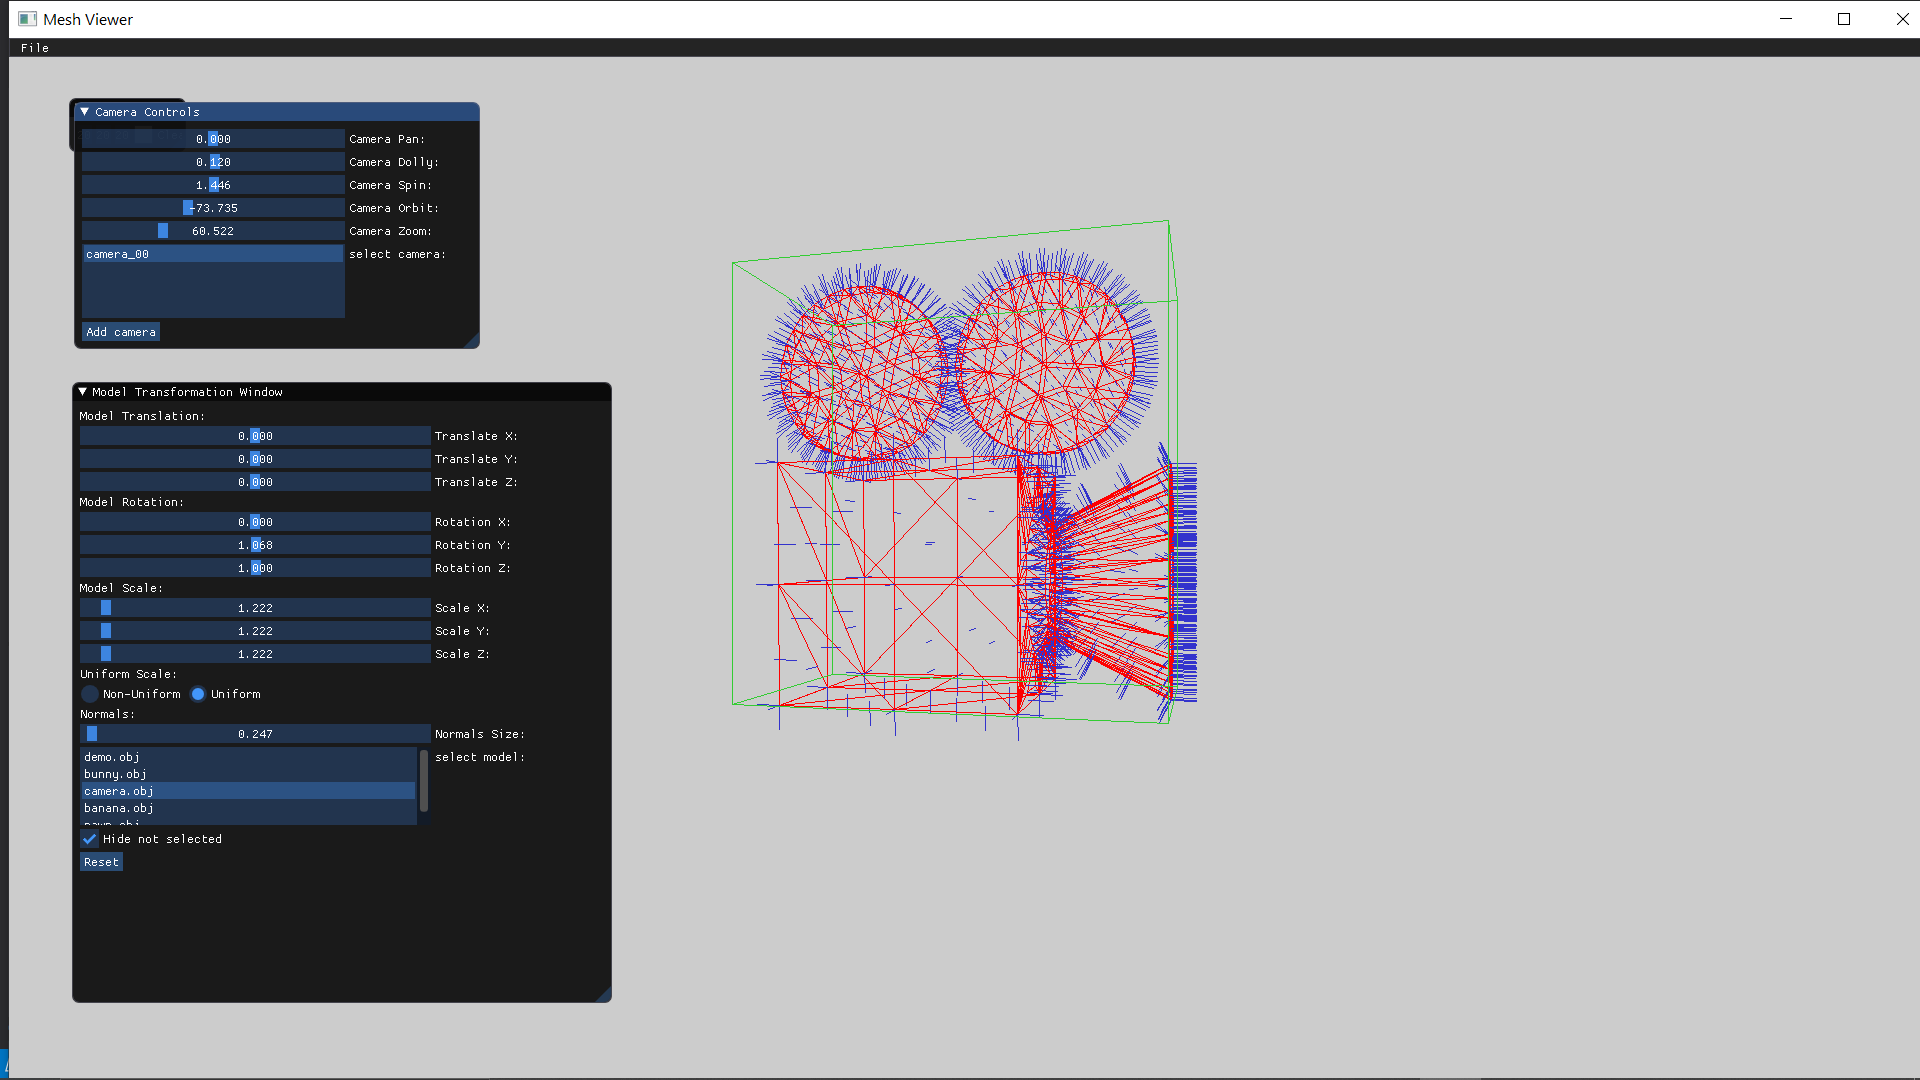 Mesh Viewer
File
Camera Controls
0.000 Camera Pan:
0.120 Camera Dolly:
1.446 Camera Spin:
-73.735 Camera Orbit:
60.522 Camera Zoom:
camera_00 select camera:
Add camera
Model Transformation Window
Model Translation:
0.000 Translate X:
0.000 Translate Y:
0.000 Translate Z:
Model Rotation:
0.000 Rotation X:
1.068 Rotation Y:
1.000 Rotation Z:
Model Scale:
1.222 Scale X:
1.222 Scale Y:
1.222 Scale Z:
Uniform Scale:
Non-Uniform Uniform
Normals:
0.247 Normals Size:
demo.obj select model:
bunny.obj
camera.obj
banana.obj
Hide not selected
Reset